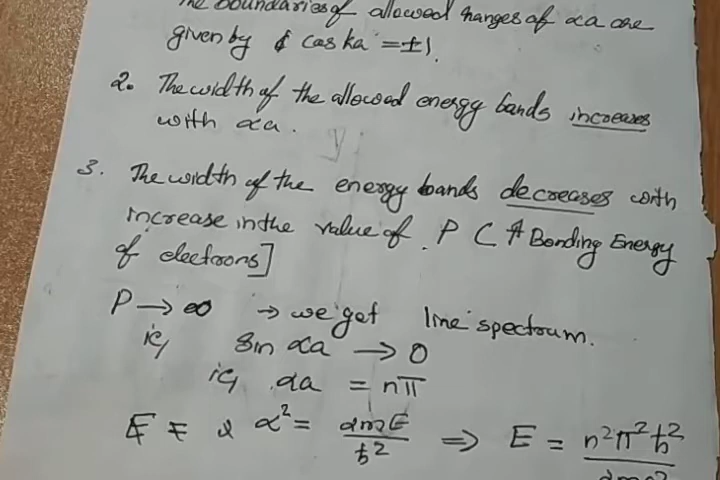 The boundaries of allowed ranges of αa are
given by cos ka = ±1.
2. The width of the allowed energy bands increases
with αa.
3. The width of the energy bands decreases with
increase in the value of P [↑ Bonding Energy
of electrons]
P → ∞ → we get line spectrum.
ie, Sin αa → 0
ie, αa = nπ
α² = 2mE/ħ² ⇒ E = n²π²ħ²/